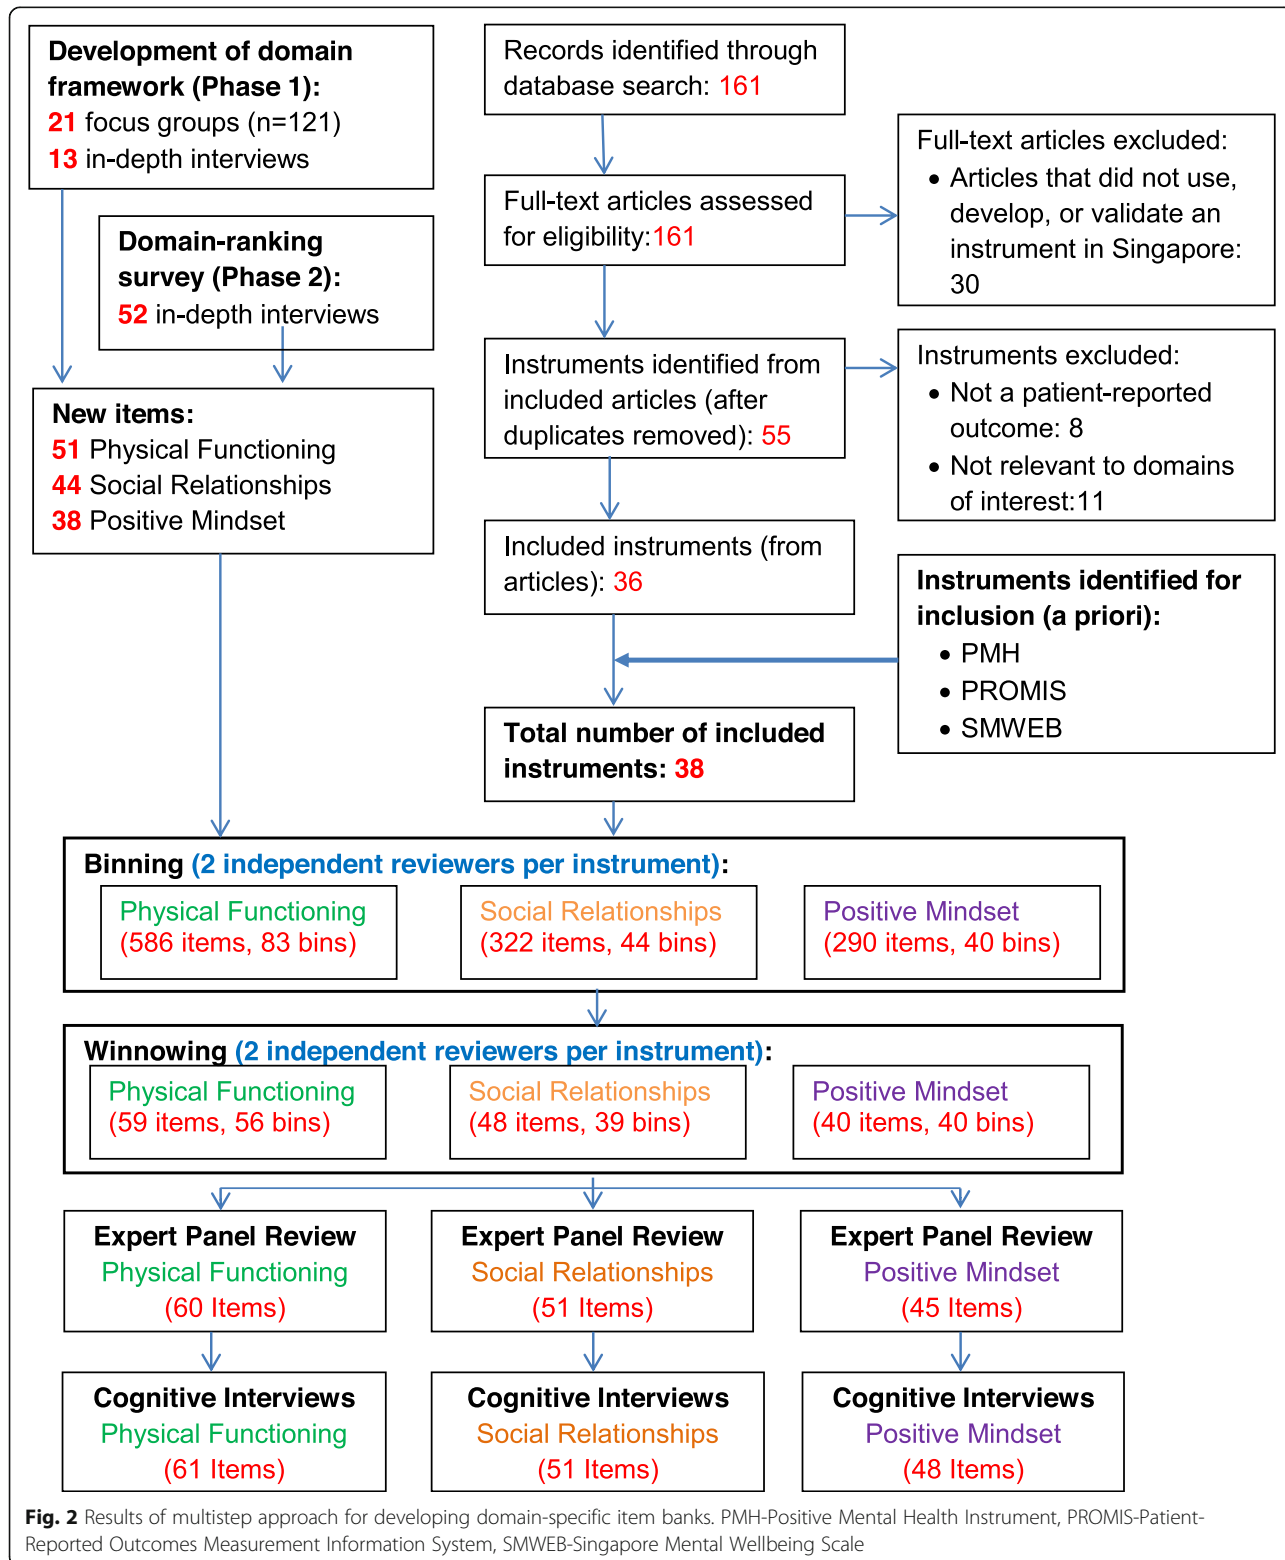 Development of domain
framework (Phase 1):
21 focus groups (n=121)
13 in-depth interviews
Domain-ranking
survey (Phase 2):
52 in-depth interviews
New items:
51 Physical Functioning
44 Social Relationships
38 Positive Mindset
Records identified through
database search: 161
Full-text articles assessed
for eligibility:161
Full-text articles excluded:
• Articles that did not use,
develop, or validate an
instrument in Singapore:
30
Instruments identified from
included articles (after
duplicates removed): 55
Instruments excluded:
• Not a patient-reported
outcome: 8
• Not relevant to domains
of interest:11
Included instruments (from
articles): 36
Instruments identified for
inclusion (a priori):
• PMH
• PROMIS
• SMWEB
Total number of included
instruments: 38
Binning (2 independent reviewers per instrument):
Physical Functioning
(586 items, 83 bins)
Social Relationships
(322 items, 44 bins)
Positive Mindset
(290 items, 40 bins)
Winnowing (2 independent reviewers per instrument):
Physical Functioning
(59 items, 56 bins)
Social Relationships
(48 items, 39 bins)
Positive Mindset
(40 items, 40 bins)
Expert Panel Review
Physical Functioning
(60 Items)
Expert Panel Review
Social Relationships
(51 Items)
Expert Panel Review
Positive Mindset
(45 Items)
Cognitive Interviews
Physical Functioning
(61 Items)
Cognitive Interviews
Social Relationships
(51 Items)
Cognitive Interviews
Positive Mindset
(48 Items)
Fig. 2 Results of multistep approach for developing domain-specific item banks. PMH-Positive Mental Health Instrument, PROMIS-Patient-
Reported Outcomes Measurement Information System, SMWEB-Singapore Mental Wellbeing Scale